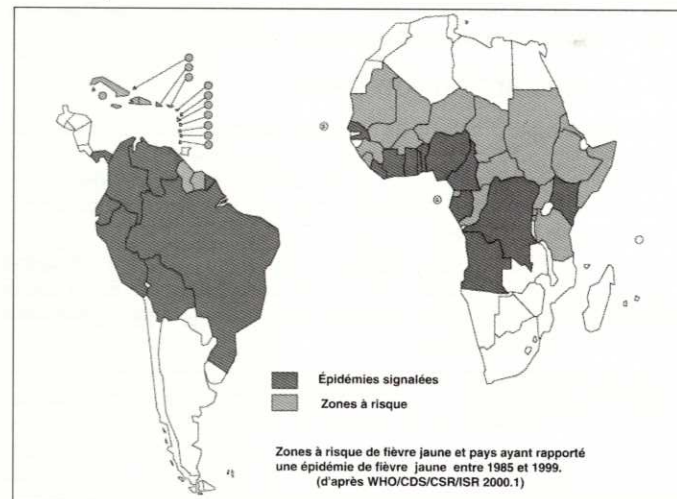 Épidémies signalées
Zones à risque
Zones à risque de fièvre jaune et pays ayant rapporté
une épidémie de fièvre jaune entre 1985 et 1999.
(d'après WHO/CDS/CSR/ISR 2000.1)